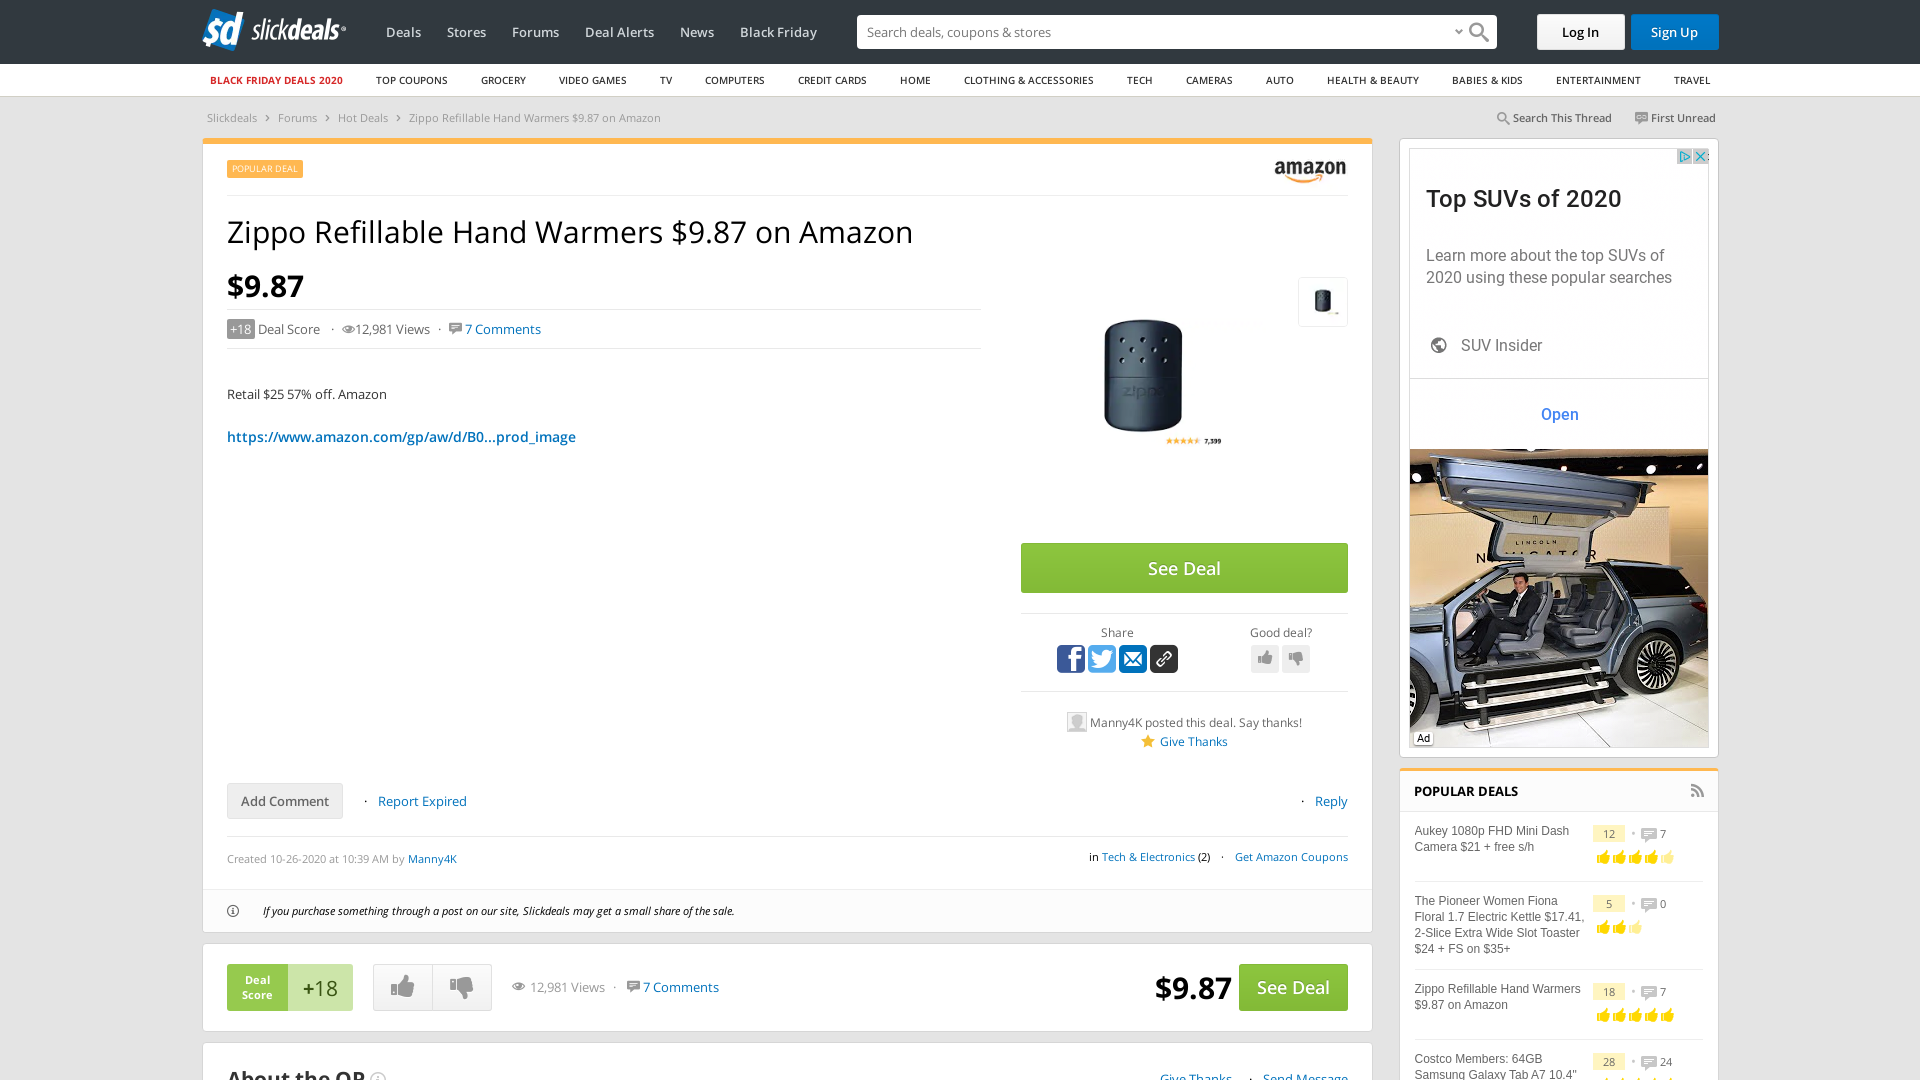 sd slickdeals
Deals Stores Forums Deal Alerts News Black Friday
Search deals, coupons & shopping
Log In Sign Up
BLACK FRIDAY DEALS 2020 TOP COUPONS GROCERY VIDEO GAMES TV COMPUTERS CREDIT CARDS HOME CLOTHING & ACCESSORIES TECH CAMERAS AUTO HEALTH & BEAUTY BABIES & KIDS ENTERTAINMENT TRAVEL
Slickdeals › Forums › Hot Deals › Zippo Refillable Hand Warmers $9.87 on Amazon
Search This Thread First Unread
POPULAR DEAL
amazon
Zippo Refillable Hand Warmers $9.87 on Amazon
$9.87
+18 Deal Score · 12,981 Views · 7 Comments
Retail $25 57% off. Amazon
https://www.amazon.com/gp/aw/d/B0...prod_image
zippo
7,399
See Deal
Share
Good deal?
Manny4K posted this deal. Say thanks!
Give Thanks
Add Comment · Report Expired
· Reply
Created 10-26-2020 at 10:39 AM by Manny4K
in Tech & Electronics (2) · Get Amazon Coupons
If you purchase something through a post on our site, Slickdeals may get a small share of the sale.
Deal
Score
+18
12,981 Views · 7 Comments
$9.87 See Deal
About the OP
Give Thanks · Send Message
Top SUVs of 2020
Learn more about the top SUVs of
2020 using these popular searches
SUV Insider
Open
LINCOLN
NAVIGATOR
Ad
POPULAR DEALS
Aukey 1080p FHD Mini Dash
Camera $21 + free s/h
12 • 7
The Pioneer Women Fiona
Floral 1.7 Electric Kettle $17.41,
2-Slice Extra Wide Slot Toaster
$24 + FS on $35+
5 • 0
Zippo Refillable Hand Warmers
$9.87 on Amazon
18 • 7
Costco Members: 64GB
Samsung Galaxy Tab A7 10.4"
28 • 24